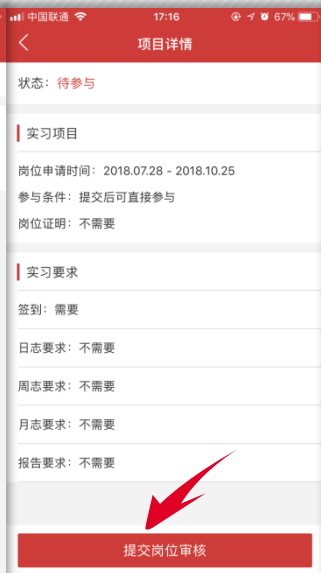 中国联通 17:16 67%
项目详情
状态：待参与
实习项目
岗位申请时间：2018.07.28 - 2018.10.25
参与条件：提交后可直接参与
岗位证明：不需要
实习要求
签到：需要
日志要求：不需要
周志要求：不需要
月志要求：不需要
报告要求：不需要
提交岗位审核